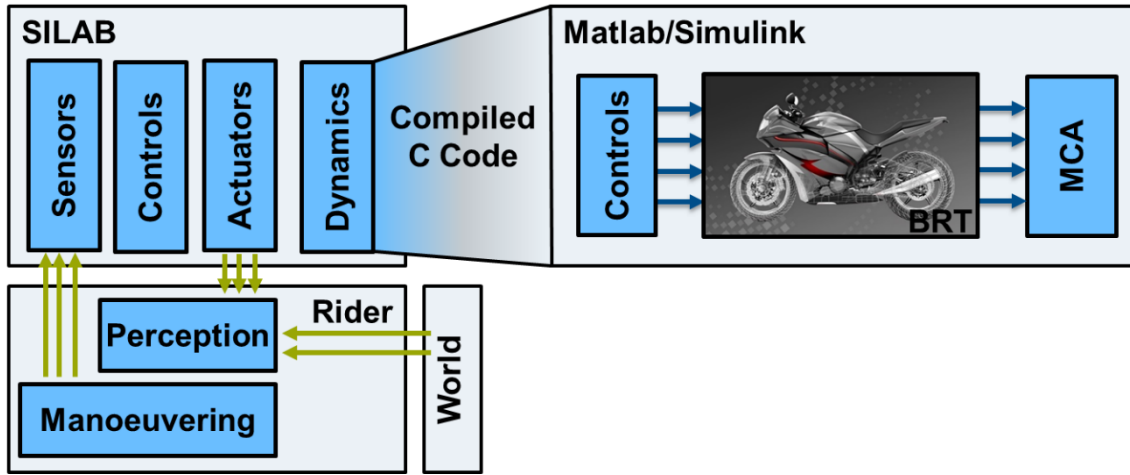 SILAB
Sensors
Controls
Actuators
Dynamics
Compiled
C Code
Matlab/Simulink
Controls
BRT
MCA
Perception
Rider
World
Manoeuvering